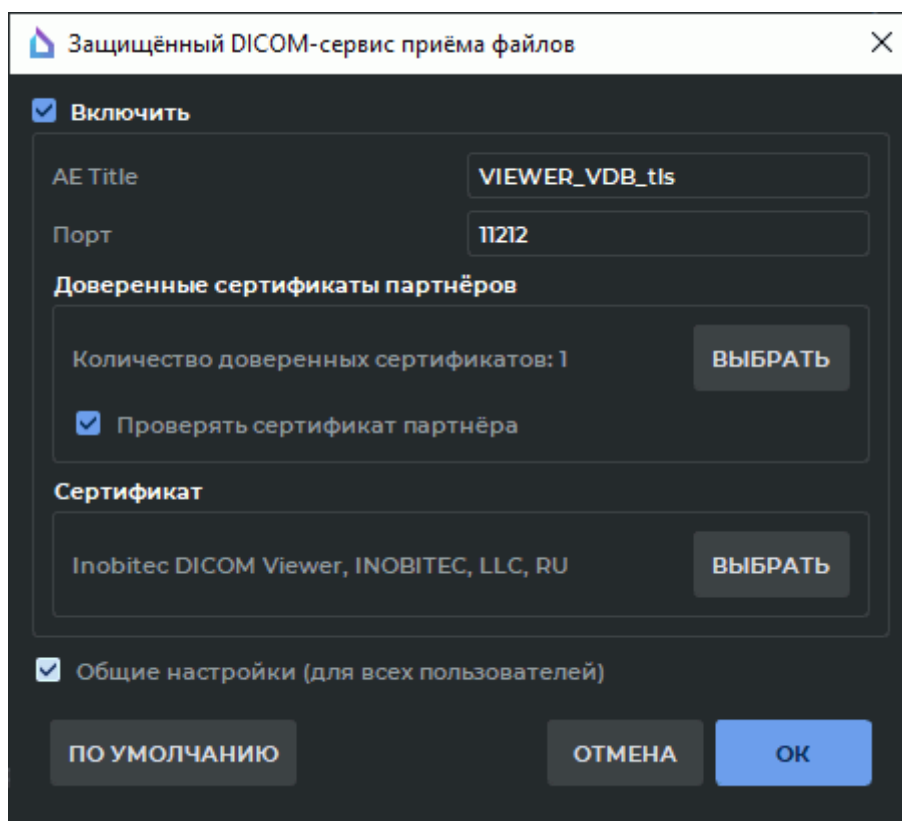 Защищённый DICOM-сервис приёма файлов
Включить
AE Title
VIEWER_VDB_tls
Порт
11212
Доверенные сертификаты партнёров
Количество доверенных сертификатов: 1
ВЫБРАТЬ
Проверять сертификат партнёра
Сертификат
Inobitec DICOM Viewer, INOBITEC, LLC, RU
ВЫБРАТЬ
Общие настройки (для всех пользователей)
ПО УМОЛЧАНИЮ
ОТМЕНА
ОК